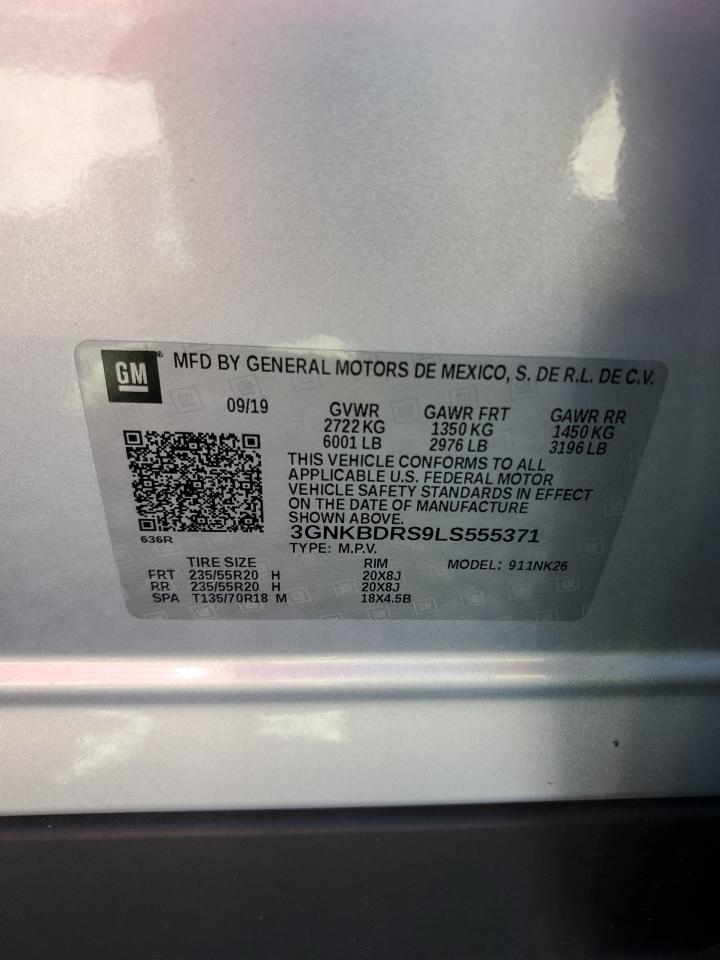 GM® MFD BY GENERAL MOTORS DE MEXICO, S. DE R.L. DE C.V.
09/19 GVWR GAWR FRT GAWR RR
2722 KG 1350 KG 1450 KG
6001 LB 2976 LB 3196 LB
THIS VEHICLE CONFORMS TO ALL
APPLICABLE U.S. FEDERAL MOTOR
VEHICLE SAFETY STANDARDS IN EFFECT
ON THE DATE OF MANUFACTURE
SHOWN ABOVE.
636R 3GNKBDRS9LS555371
TYPE: M.P.V.
TIRE SIZE RIM MODEL: 911NK26
FRT 235/55R20 H 20X8J
RR 235/55R20 H 20X8J
SPA T135/70R18 M 18X4.5B